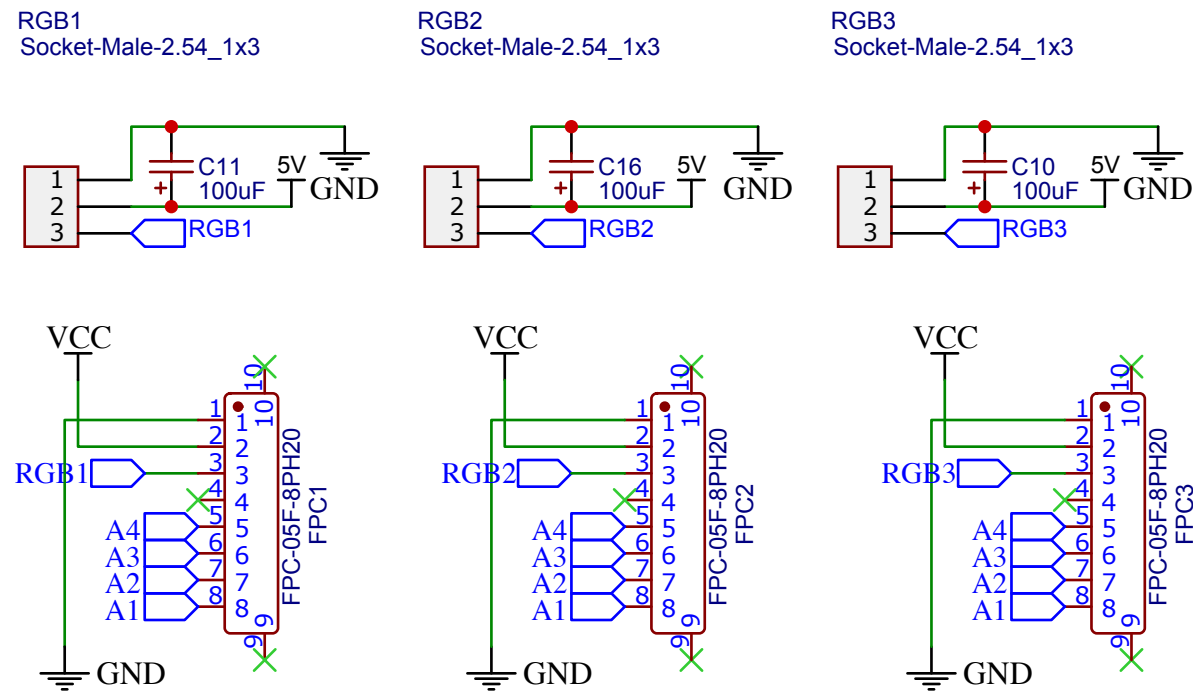 RGB1
Socket-Male-2.54_1x3
1
2
3
C11
100uF
+
5V
GND
RGB1
RGB2
Socket-Male-2.54_1x3
1
2
3
C16
100uF
+
5V
GND
RGB2
RGB3
Socket-Male-2.54_1x3
1
2
3
C10
100uF
+
5V
GND
RGB3
VCC
10
10
1 1
2 2
RGB1 3 3
4 4
A4 5 5
A3 6 6
A2 7 7
A1 8 8
9
9
FPC-05F-8PH20
FPC1
GND
VCC
10
10
1 1
2 2
RGB2 3 3
4 4
A4 5 5
A3 6 6
A2 7 7
A1 8 8
9
9
FPC-05F-8PH20
FPC2
GND
VCC
10
10
1 1
2 2
RGB3 3 3
4 4
A4 5 5
A3 6 6
A2 7 7
A1 8 8
9
9
FPC-05F-8PH20
FPC3
GND